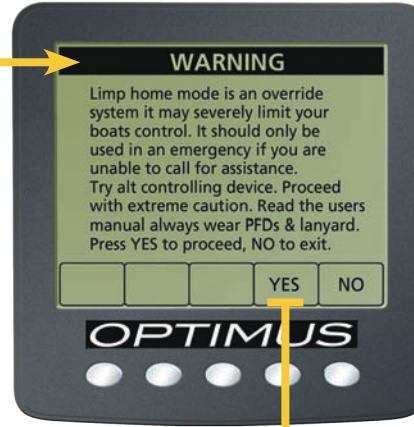 WARNING
Limp home mode is an override
system it may severely limit your
boats control. It should only be
used in an emergency if you are
unable to call for assistance.
Try alt controlling device. Proceed
with extreme caution. Read the users
manual always wear PFDs & lanyard.
Press YES to proceed, NO to exit.
YES NO
OPTIMUS